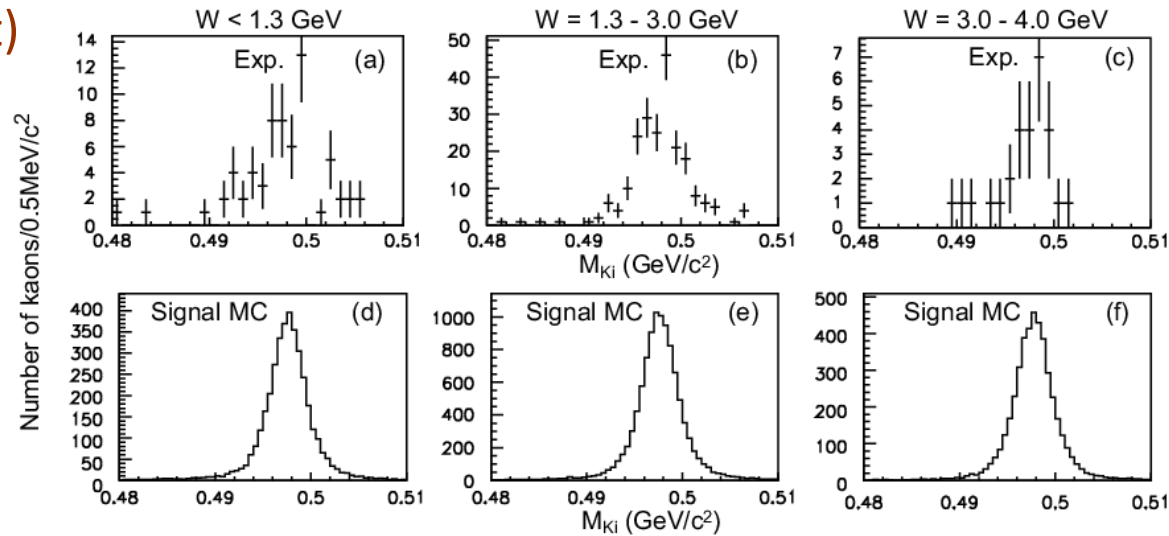 t)
W < 1.3 GeV W = 1.3 - 3.0 GeV W = 3.0 - 4.0 GeV
Number of kaons/0.5MeV/c²
Exp. (a)
14
12
10
8
6
4
2
0
0.48 0.49 0.5 0.51
Exp. (b)
50
40
30
20
10
0
0.48 0.49 0.5 0.51
M_Ki (GeV/c²)
Exp. (c)
7
6
5
4
3
2
1
0
0.48 0.49 0.5 0.51
Signal MC (d)
400
350
300
250
200
150
100
50
0
0.48 0.49 0.5 0.51
Signal MC (e)
1000
800
600
400
200
0
0.48 0.49 0.5 0.51
M_Ki (GeV/c²)
Signal MC (f)
500
400
300
200
100
0
0.48 0.49 0.5 0.51